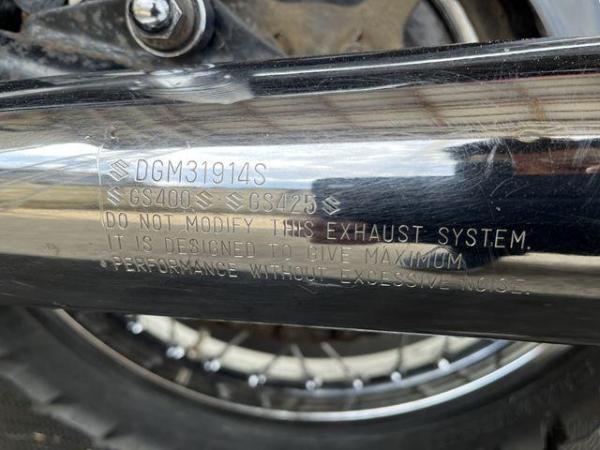 DGM31914S
GS400 GS425
DO NOT MODIFY THIS EXHAUST SYSTEM.
IT IS DESIGNED TO GIVE MAXIMUM
PERFORMANCE WITHOUT EXCESSIVE NOISE.